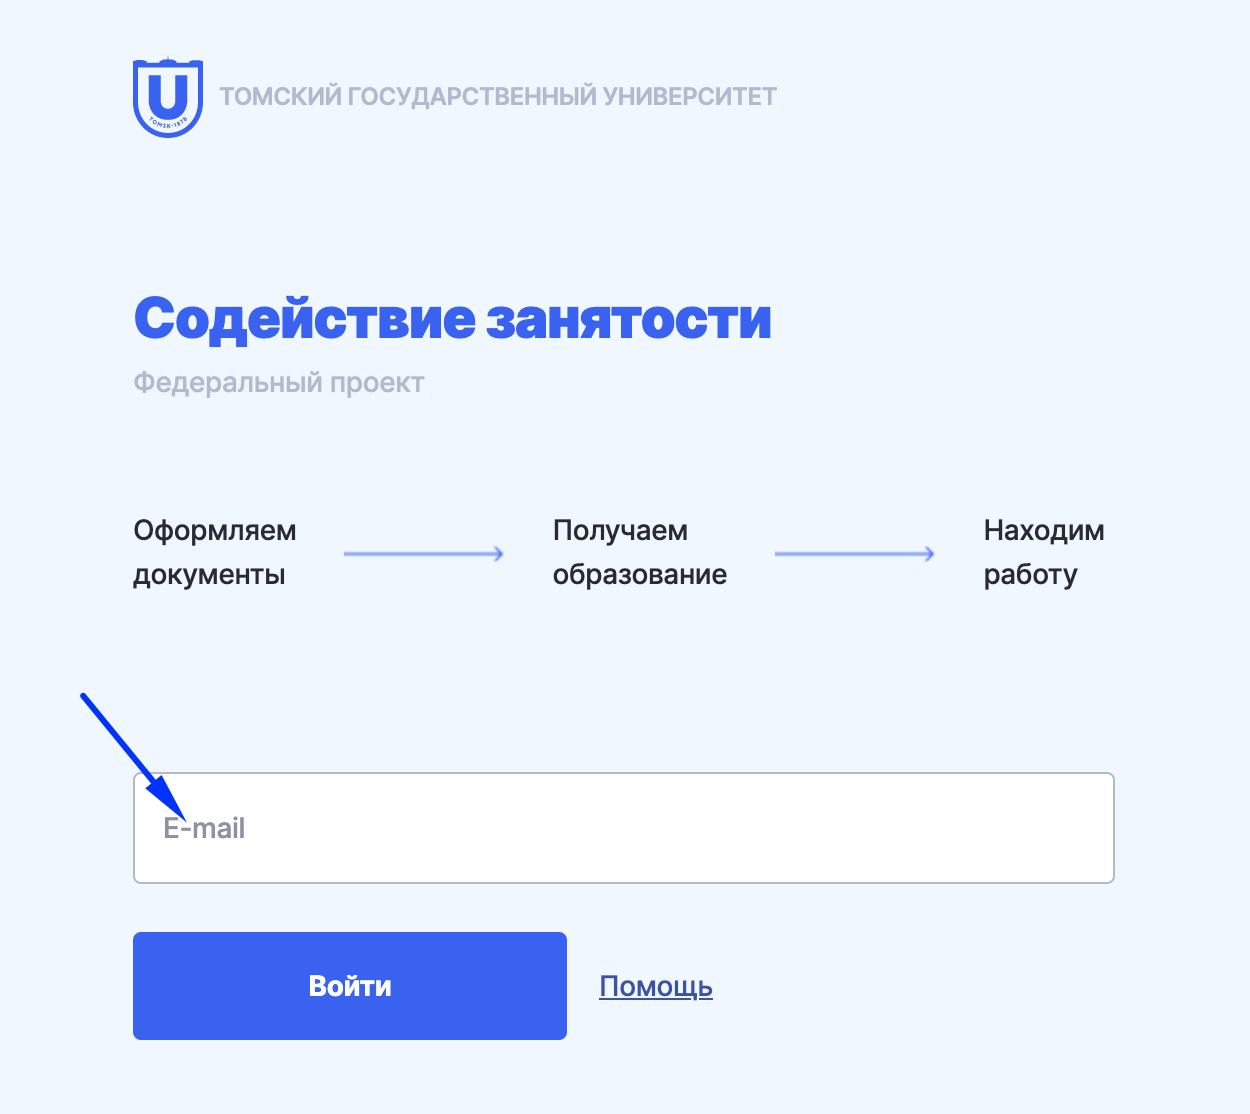 U
TOMSK·1878
ТОМСКИЙ ГОСУДАРСТВЕННЫЙ УНИВЕРСИТЕТ
Содействие занятости
Федеральный проект
Оформляем
документы
Получаем
образование
Находим
работу
E-mail
Войти
Помощь